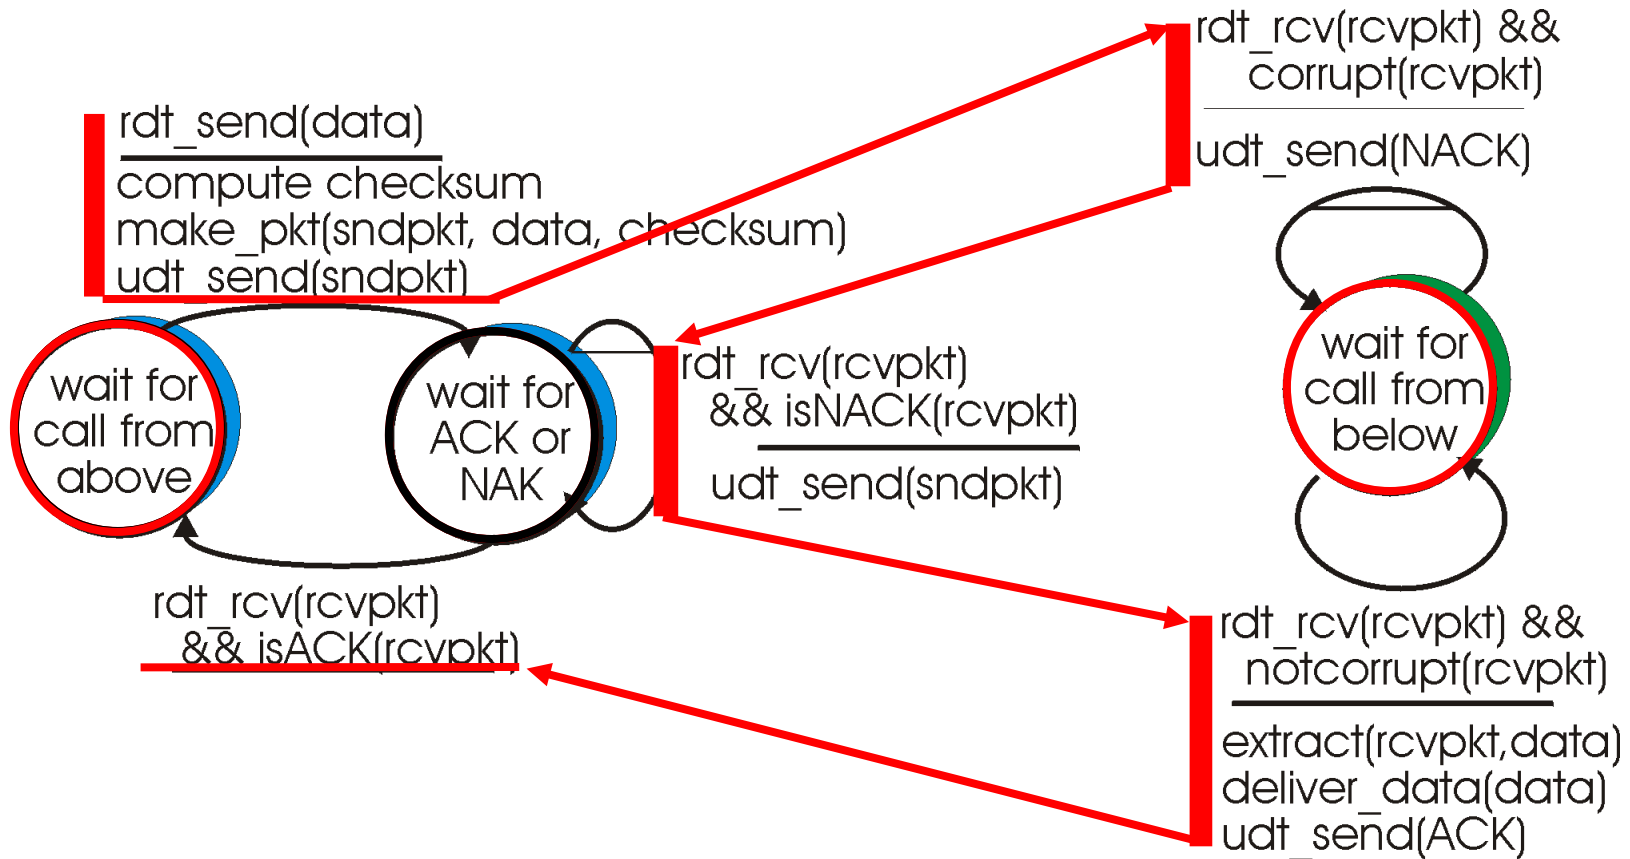 rdt_send(data)
compute checksum
make_pkt(sndpkt, data, checksum)
udt_send(sndpkt)
wait for
call from
above
wait for
ACK or
NAK
rdt_rcv(rcvpkt)
&& isNACK(rcvpkt)
udt_send(sndpkt)
rdt_rcv(rcvpkt)
&& isACK(rcvpkt)
rdt_rcv(rcvpkt) &&
corrupt(rcvpkt)
udt_send(NACK)
wait for
call from
below
rdt_rcv(rcvpkt) &&
notcorrupt(rcvpkt)
extract(rcvpkt,data)
deliver_data(data)
udt_send(ACK)